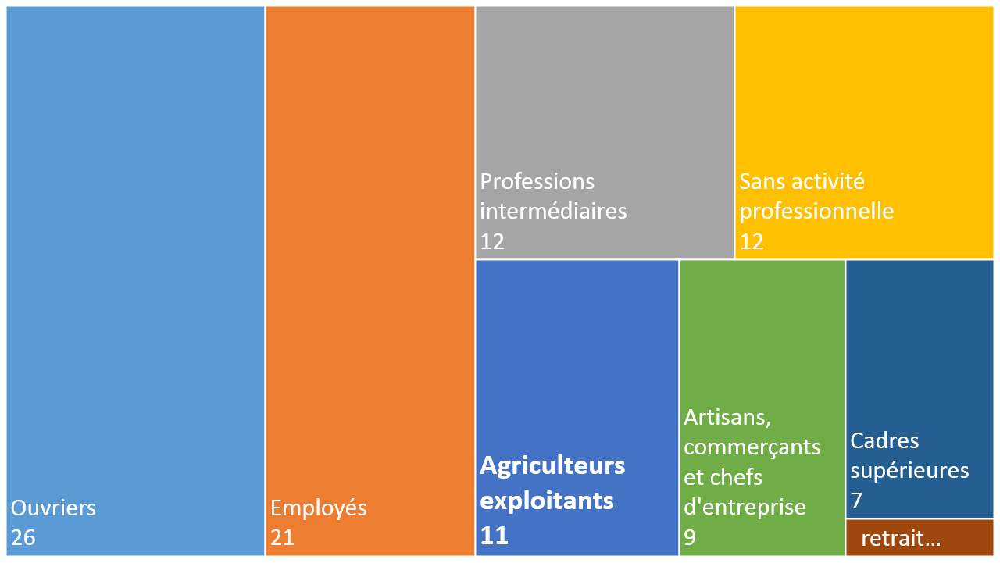 Ouvriers
26
Employés
21
Professions
intermédiaires
12
Sans activité
professionnelle
12
Agriculteurs
exploitants
11
Artisans,
commerçants
et chefs
d'entreprise
9
Cadres
supérieures
7
retrait...